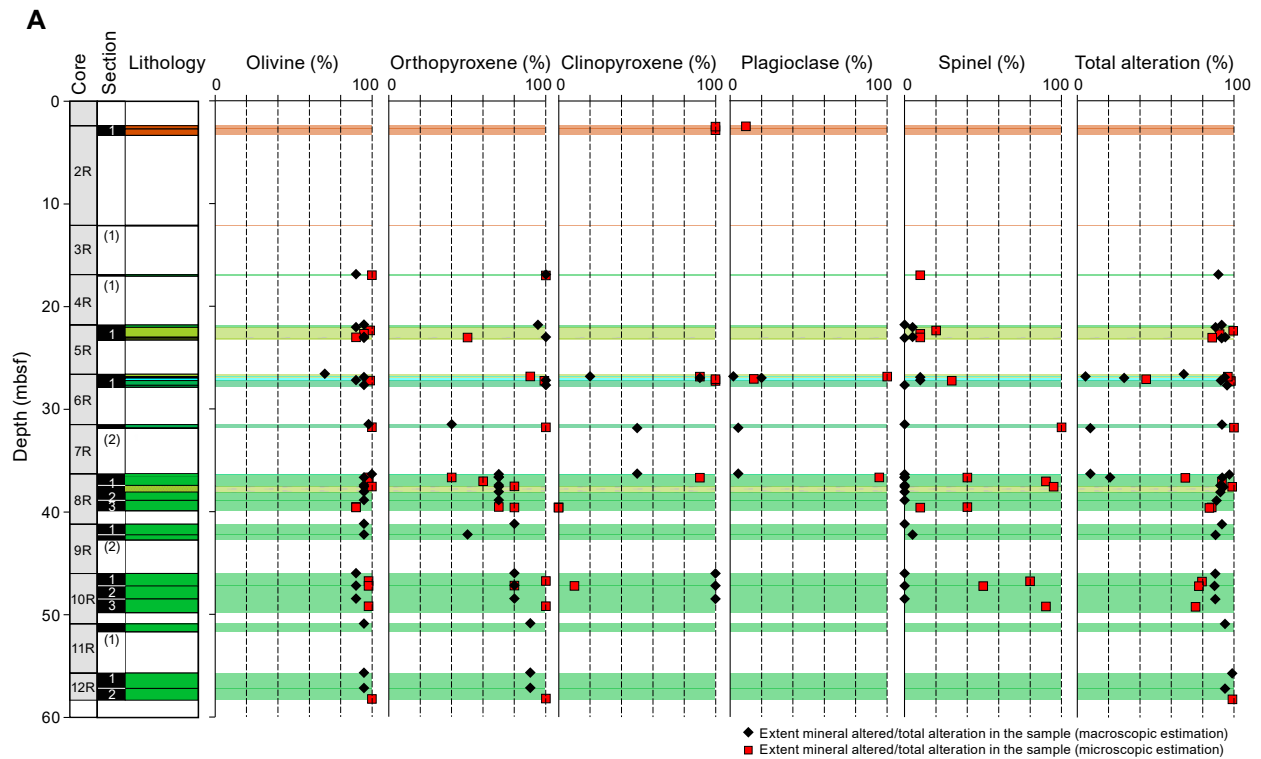 A
Core Section Lithology Olivine (%) Orthopyroxene (%) Clinopyroxene (%) Plagioclase (%) Spinel (%) Total alteration (%)
0 100 0 100 0 100 0 100 0 100 0 100
Depth (mbsf)
0
1
2R
10
(1)
3R
(1)
4R
20
1
5R
1
6R
30
(2)
7R
1
8R
2
3
40
1
9R
(2)
1
10R
2
3
50
(1)
11R
1
12R
2
60
Extent mineral altered/total alteration in the sample (macroscopic estimation)
Extent mineral altered/total alteration in the sample (microscopic estimation)